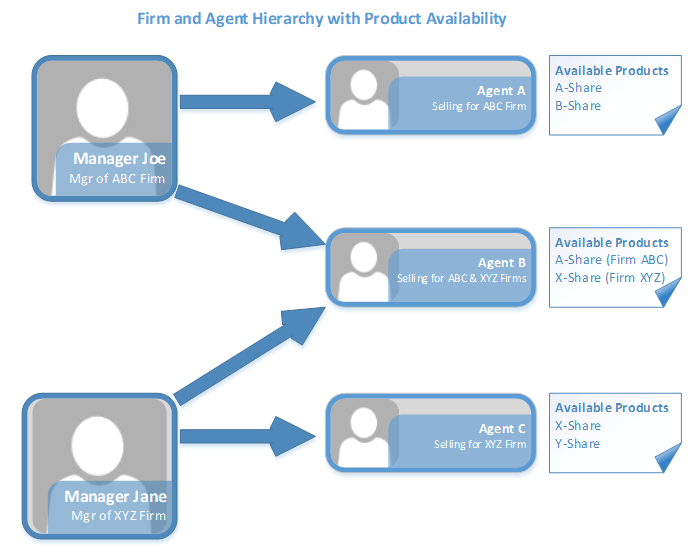 Firm and Agent Hierarchy with Product Availability
Manager Joe
Mgr of ABC Firm
Agent A
Selling for ABC Firm
Available Products
A-Share
B-Share
Agent B
Selling for ABC & XYZ Firms
Available Products
A-Share (Firm ABC)
X-Share (Firm XYZ)
Manager Jane
Mgr of XYZ Firm
Agent C
Selling for XYZ Firm
Available Products
X-Share
Y-Share